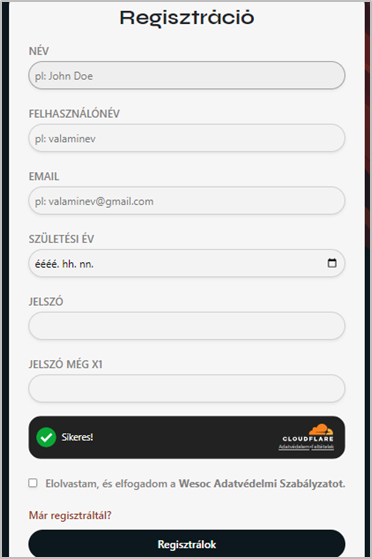 Regisztráció
NÉV
pl: John Doe
FELHASZNÁLÓNÉV
pl: valaminev
EMAIL
pl: valaminev@gmail.com
SZÜLETÉSI ÉV
éééé. hh. nn.
JELSZÓ
JELSZÓ MÉG X1
Sikeres!
CLOUDFLARE
Adatvédelem • Feltételek
Elolvastam, és elfogadom a Wesoc Adatvédelmi Szabályzatot.
Már regisztráltál?
Regisztrálok